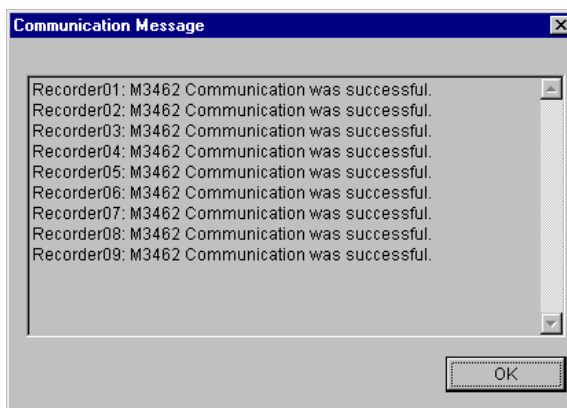 Communication Message
Recorder01: M3462 Communication was successful.
Recorder02: M3462 Communication was successful.
Recorder03: M3462 Communication was successful.
Recorder04: M3462 Communication was successful.
Recorder05: M3462 Communication was successful.
Recorder06: M3462 Communication was successful.
Recorder07: M3462 Communication was successful.
Recorder08: M3462 Communication was successful.
Recorder09: M3462 Communication was successful.
OK